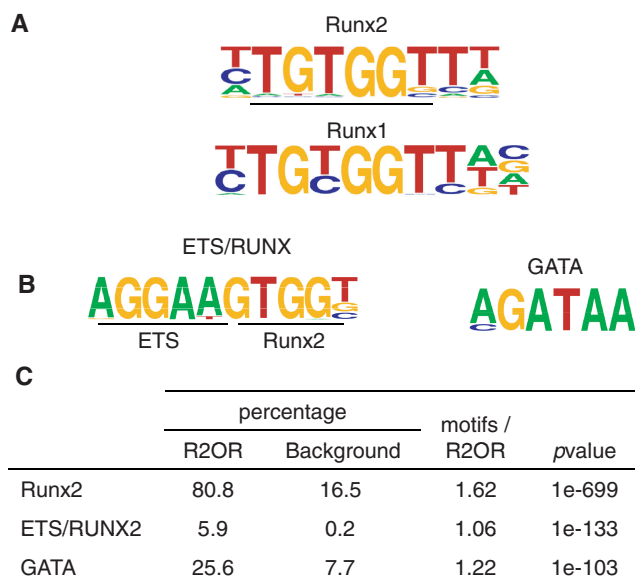 A
Runx2
TTGTGGTTT
C G C A
A C G G
Runx1
TTGTGGTTAC
C C C T G
G A
T
B
ETS/RUNX
AGGAAGTGGT
G
C
ETS Runx2
GATA
AGATAA
C
C
percentage motifs / R2OR pvalue
R2OR Background
Runx2 80.8 16.5 1.62 1e-699
ETS/RUNX2 5.9 0.2 1.06 1e-133
GATA 25.6 7.7 1.22 1e-103